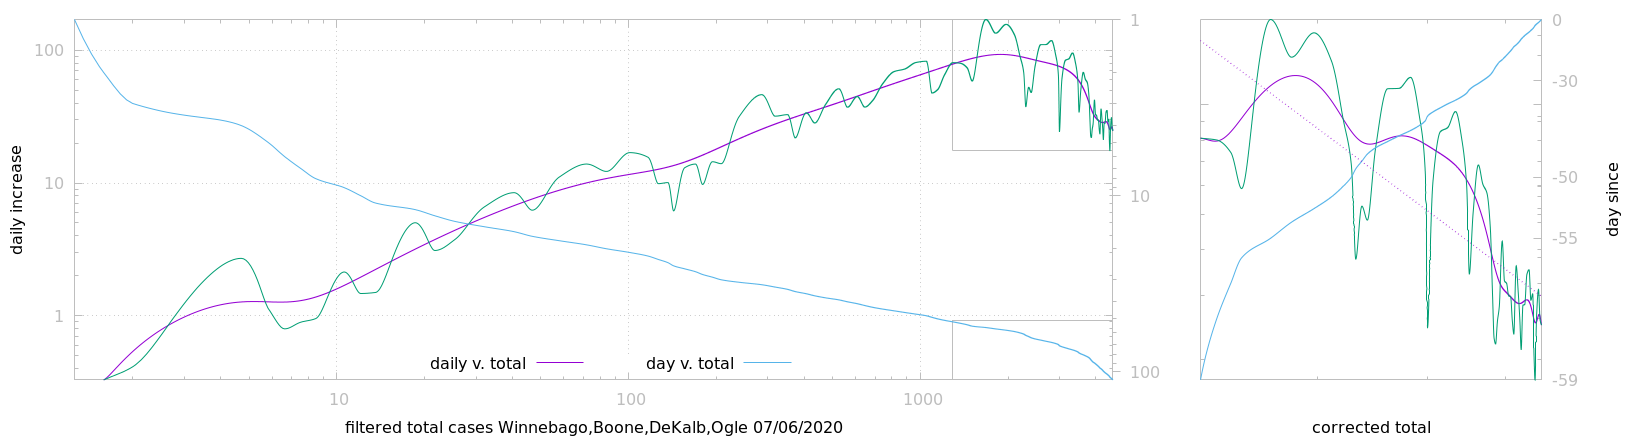 100
10
1
daily increase
daily v. total
day v. total
10
100
1000
filtered total cases Winnebago,Boone,DeKalb,Ogle 07/06/2020
1
10
100
0
-30
-50
-55
-59
day since
corrected total